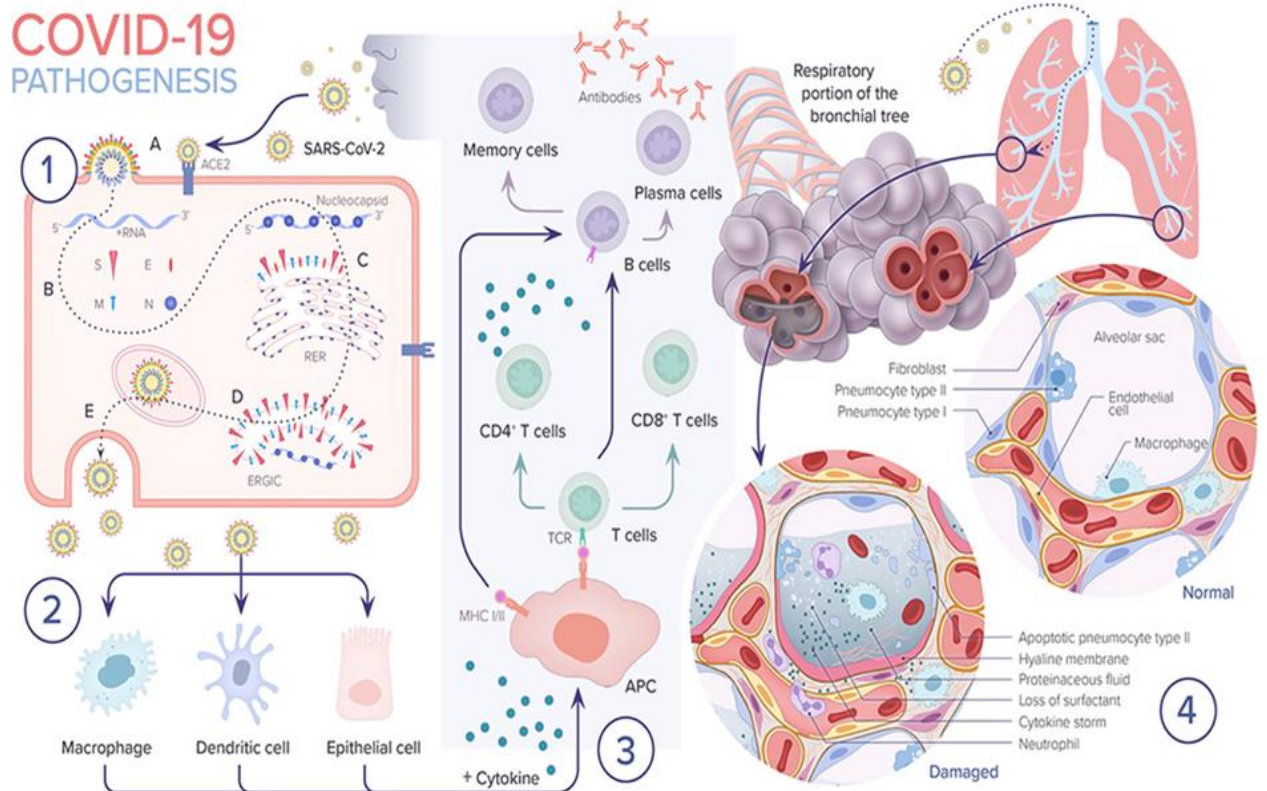 COVID-19
PATHOGENESIS
1
A
ACE2
SARS-CoV-2
5'
+RNA
3'
Nucleocapsid
5'
3'
S
E
M
N
B
C
RER
D
ERGIC
E
2
Macrophage
Dendritic cell
Epithelial cell
Antibodies
Memory cells
Plasma cells
B cells
CD4⁺ T cells
CD8⁺ T cells
TCR
T cells
MHC I/II
APC
+ Cytokine
3
Respiratory
portion of the
bronchial tree
Alveolar sac
Fibroblast
Pneumocyte type II
Pneumocyte type I
Endothelial
cell
Macrophage
Normal
Apoptotic pneumocyte type II
Hyaline membrane
Proteinaceous fluid
Loss of surfactant
Cytokine storm
Neutrophil
Damaged
4